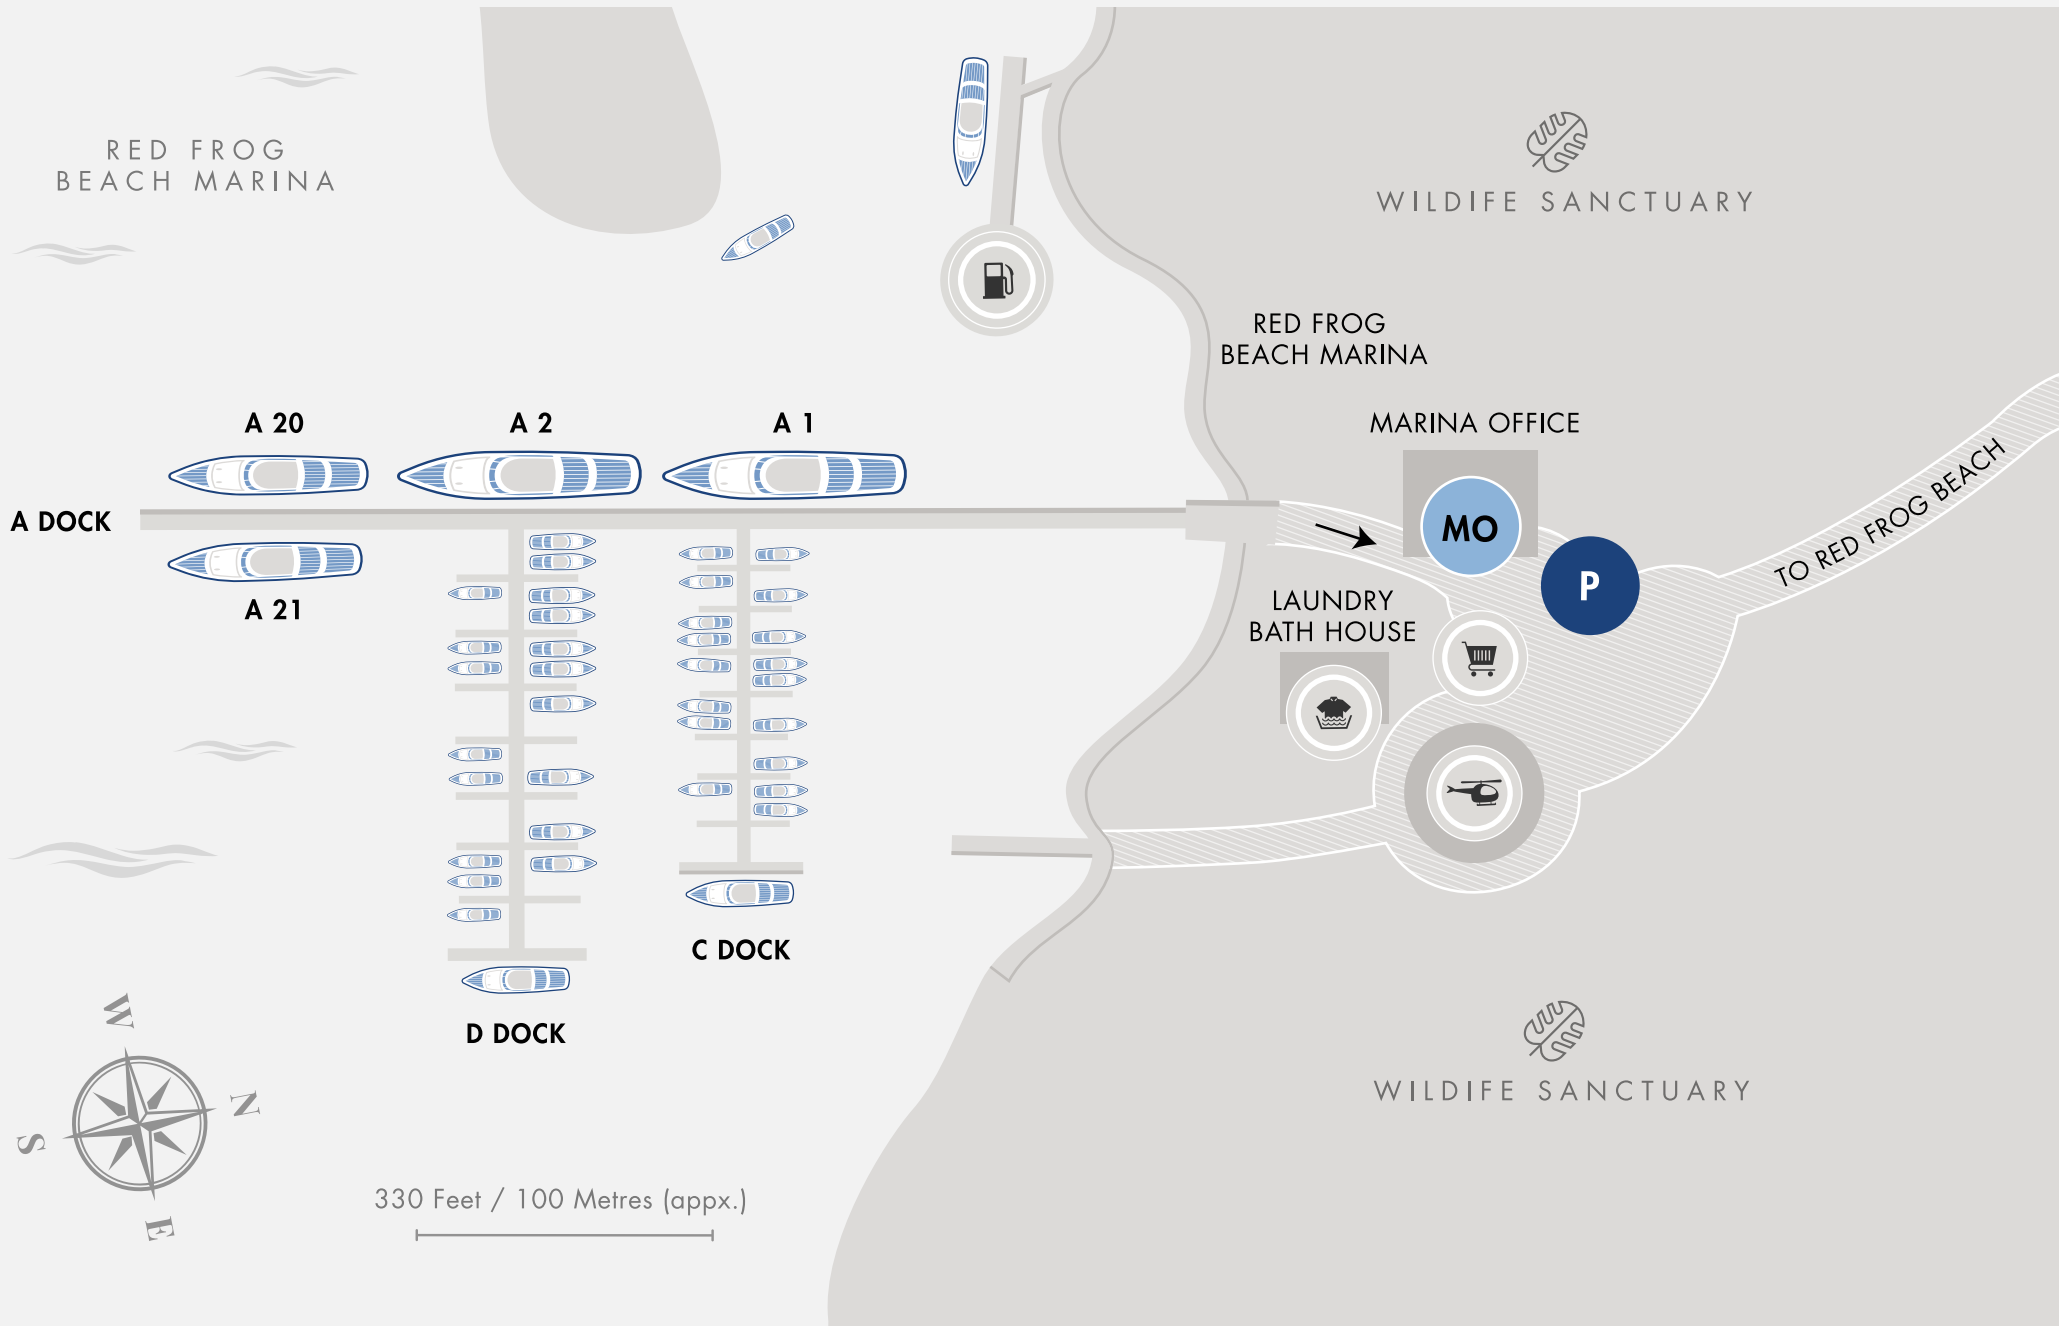 RED FROG
BEACH MARINA
WILDIFE SANCTUARY
RED FROG
BEACH MARINA
A 20
A 2
A 1
MARINA OFFICE
A DOCK
MO
TO RED FROG BEACH
P
A 21
LAUNDRY
BATH HOUSE
C DOCK
D DOCK
W
N
S
E
WILDIFE SANCTUARY
330 Feet / 100 Metres (appx.)